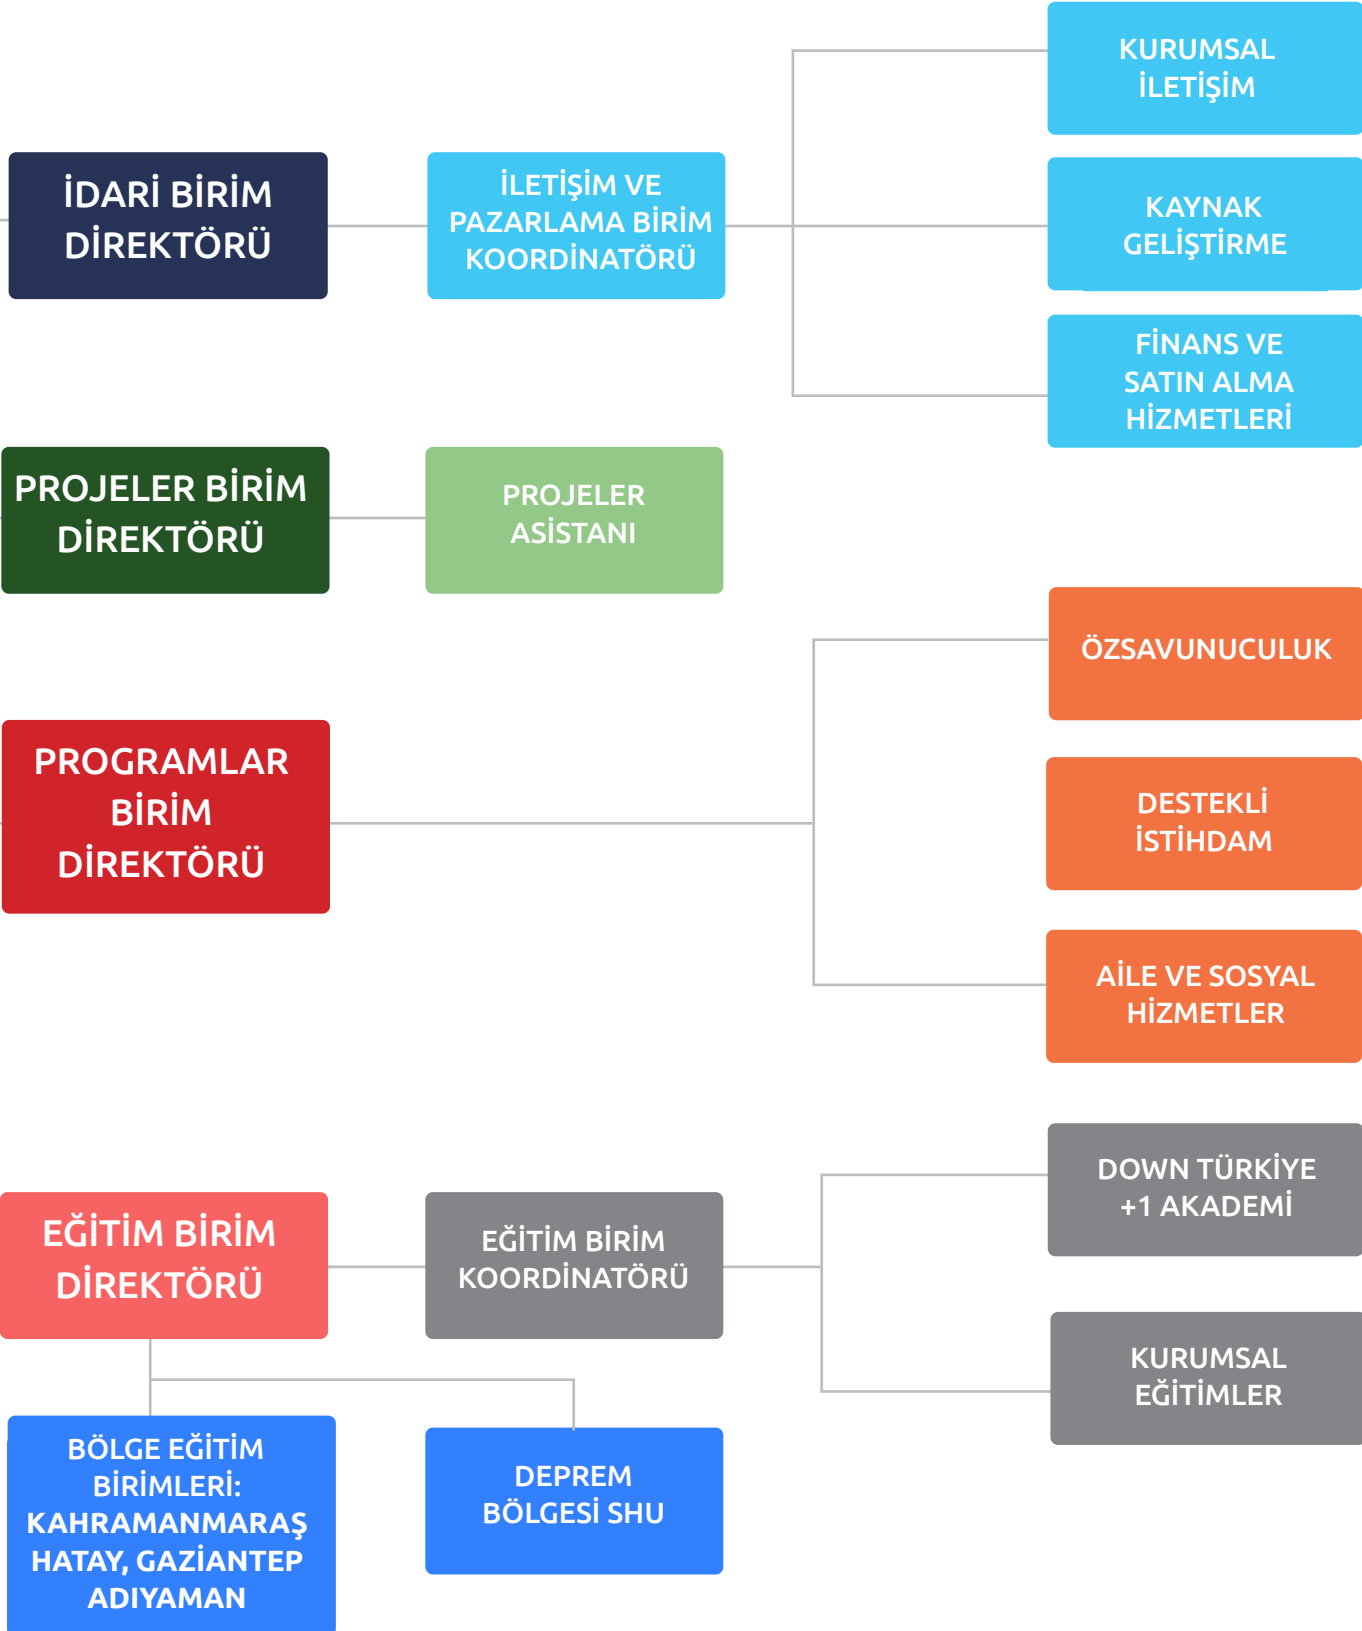 KURUMSAL
İLETİŞİM
İDARİ BİRİM
DİREKTÖRÜ
İLETİŞİM VE
PAZARLAMA BİRİM
KOORDİNATÖRÜ
KAYNAK
GELİŞTİRME
FİNANS VE
SATIN ALMA
HİZMETLERİ
PROJELER BİRİM
DİREKTÖRÜ
PROJELER
ASİSTANI
ÖZSAVUNUCULUK
PROGRAMLAR
BİRİM
DİREKTÖRÜ
DESTEKLİ
İSTİHDAM
AİLE VE SOSYAL
HİZMETLER
DOWN TÜRKİYE
+1 AKADEMİ
EĞİTİM BİRİM
DİREKTÖRÜ
EĞİTİM BİRİM
KOORDİNATÖRÜ
KURUMSAL
EĞİTİMLER
BÖLGE EĞİTİM
BİRİMLERİ:
KAHRAMANMARAŞ
HATAY, GAZİANTEP
ADIYAMAN
DEPREM
BÖLGESİ SHU